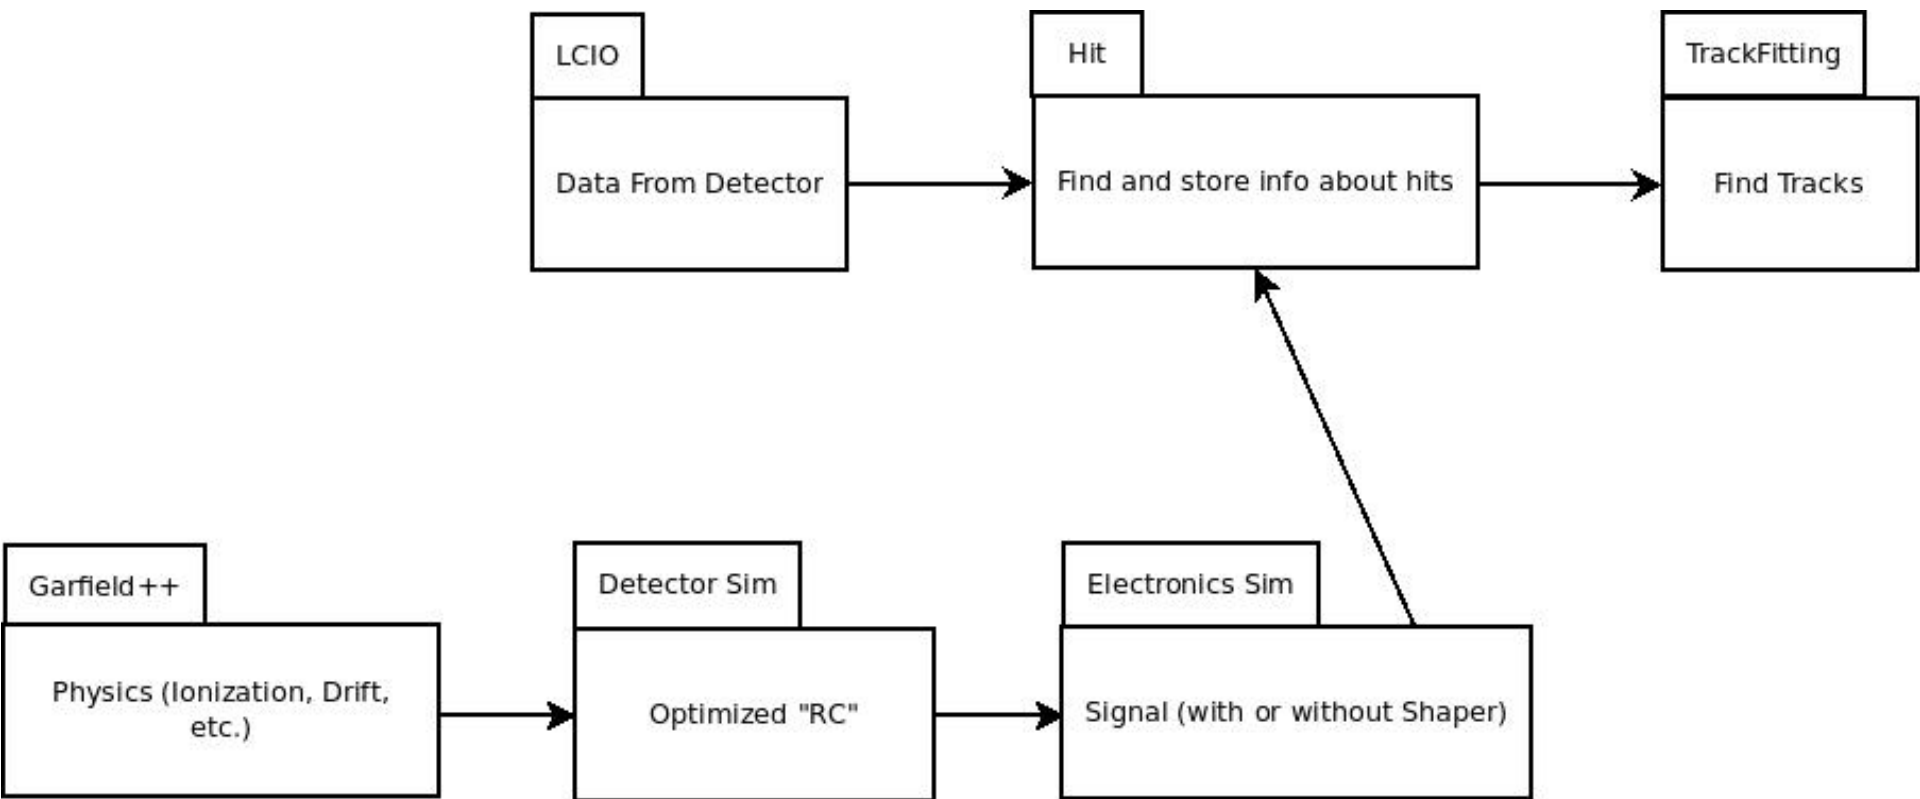 LCIO
Data From Detector
Hit
Find and store info about hits
TrackFitting
Find Tracks
Garfield++
Physics (Ionization, Drift,
etc.)
Detector Sim
Optimized "RC"
Electronics Sim
Signal (with or without Shaper)